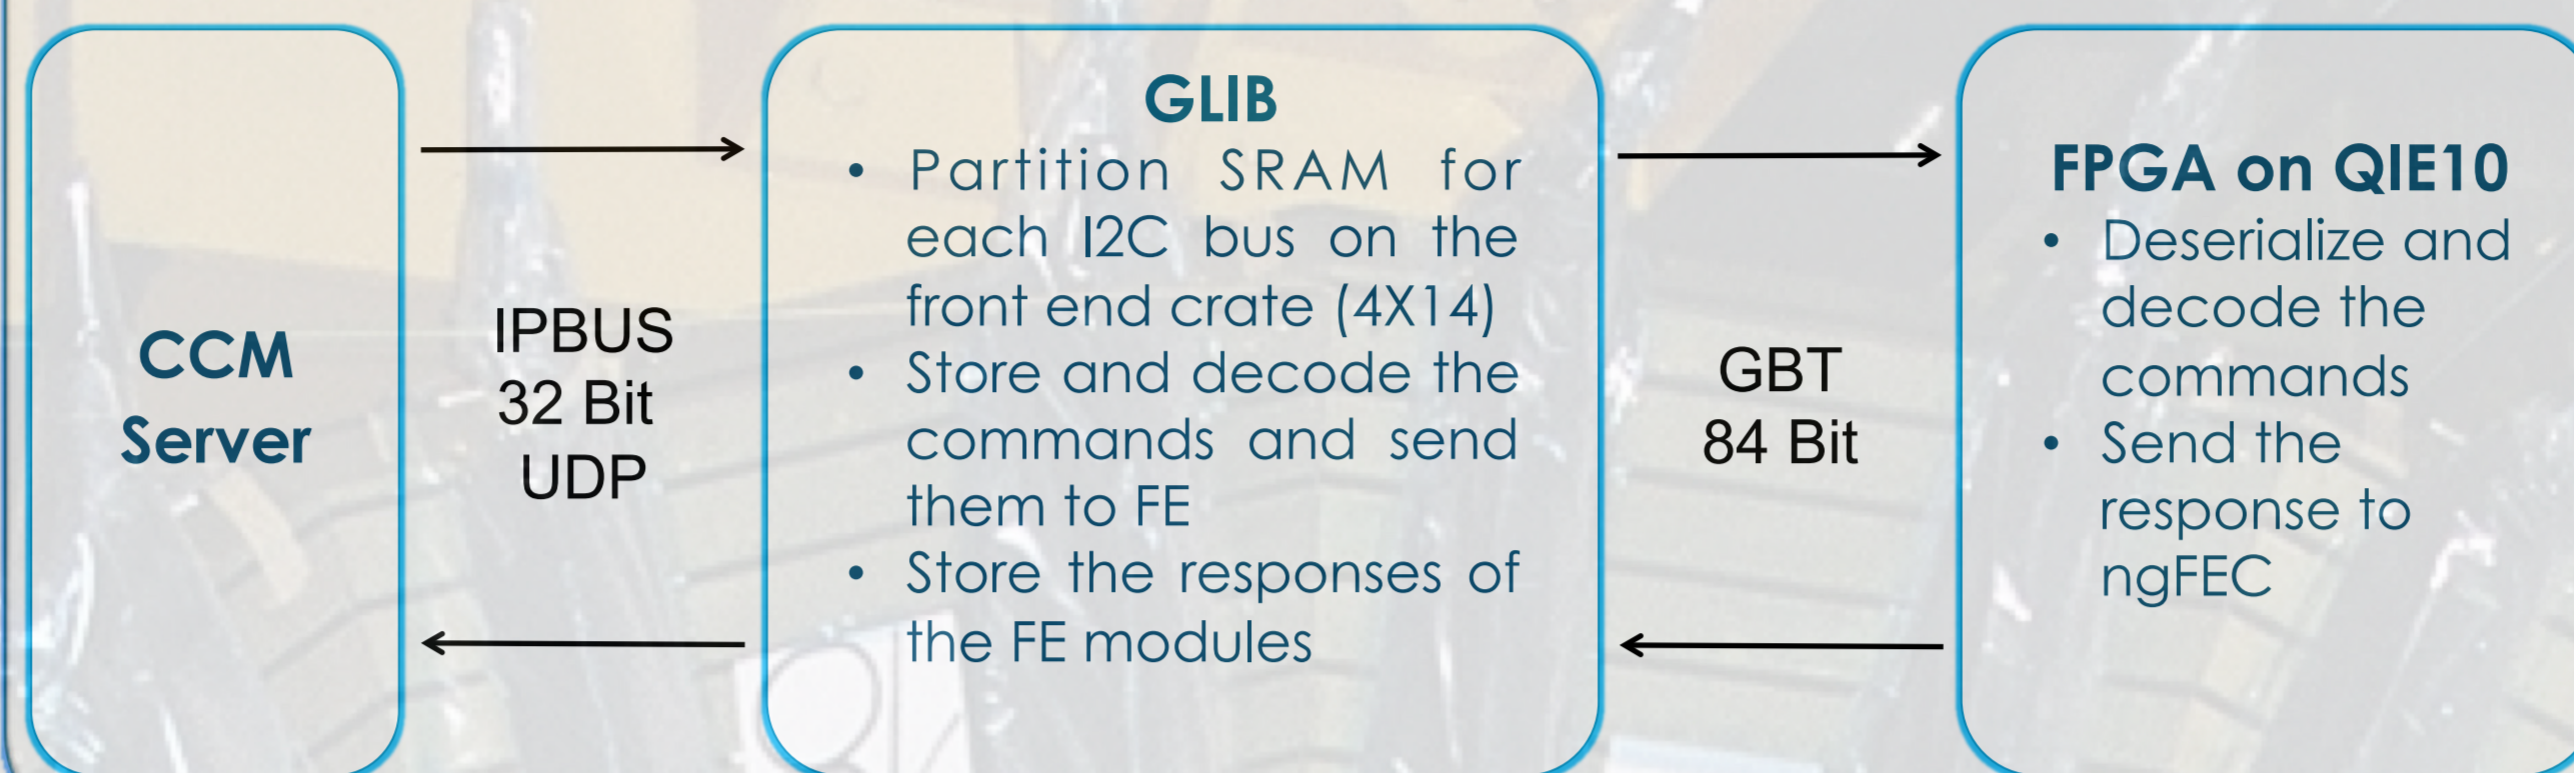 CCM
Server
IPBUS
32 Bit
UDP
GLIB
• Partition SRAM for
each I2C bus on the
front end crate (4X14)
• Store and decode the
commands and send
them to FE
• Store the responses of
the FE modules
GBT
84 Bit
FPGA on QIE10
• Deserialize and
decode the
commands
• Send the
response to
ngFEC